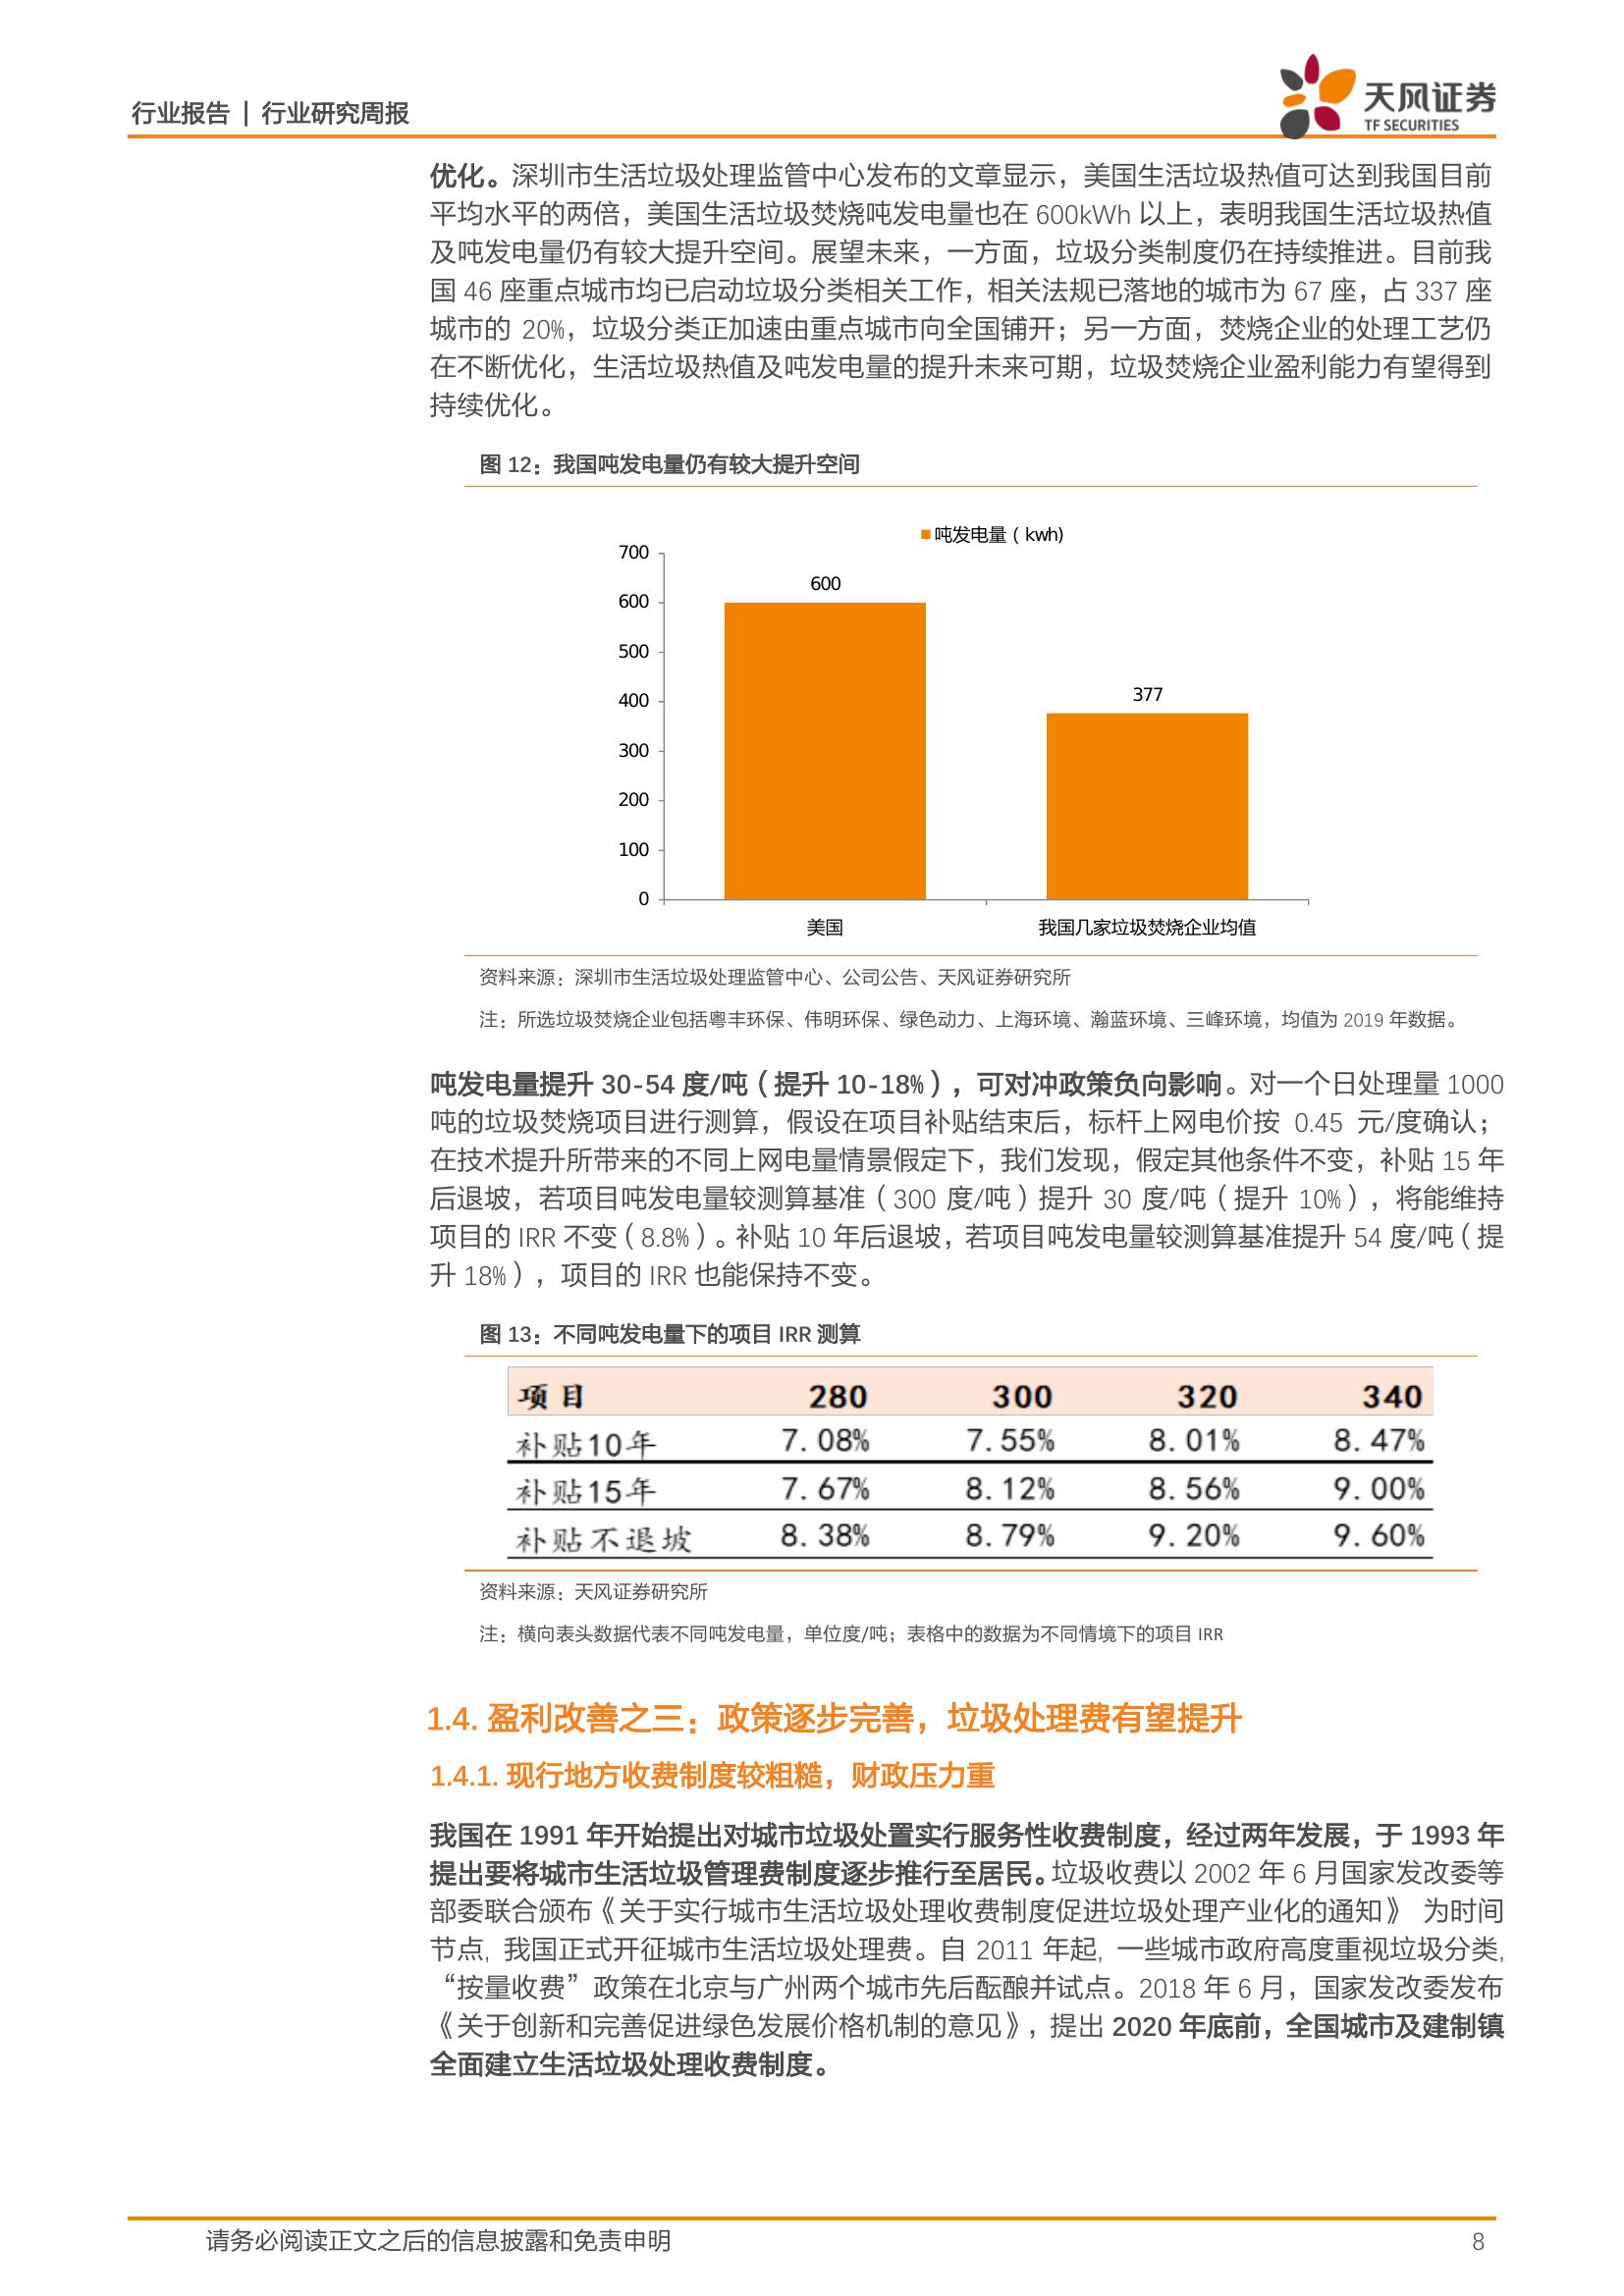 行业报告 | 行业研究周报
天风证券
TF SECURITIES
优化。深圳市生活垃圾处理监管中心发布的文章显示，美国生活垃圾热值可达到我国目前
平均水平的两倍，美国生活垃圾焚烧吨发电量也在 600kWh 以上，表明我国生活垃圾热值
及吨发电量仍有较大提升空间。展望未来，一方面，垃圾分类制度仍在持续推进。目前我
国 46 座重点城市均已启动垃圾分类相关工作，相关法规已落地的城市为 67 座，占 337 座
城市的 20%，垃圾分类正加速由重点城市向全国铺开；另一方面，焚烧企业的处理工艺仍
在不断优化，生活垃圾热值及吨发电量的提升未来可期，垃圾焚烧企业盈利能力有望得到
持续优化。
图 12：我国吨发电量仍有较大提升空间
吨发电量（kwh)
700
600
500
400
300
200
100
0
600
377
美国
我国几家垃圾焚烧企业均值
资料来源：深圳市生活垃圾处理监管中心、公司公告、天风证券研究所
注：所选垃圾焚烧企业包括粤丰环保、伟明环保、绿色动力、上海环境、瀚蓝环境、三峰环境，均值为 2019 年数据。
吨发电量提升 30-54 度/吨（提升 10-18%），可对冲政策负向影响。对一个日处理量 1000
吨的垃圾焚烧项目进行测算，假设在项目补贴结束后，标杆上网电价按 0.45 元/度确认；
在技术提升所带来的不同上网电量情景假定下，我们发现，假定其他条件不变，补贴 15 年
后退坡，若项目吨发电量较测算基准（300 度/吨）提升 30 度/吨（提升 10%），将能维持
项目的 IRR 不变（8.8%）。补贴 10 年后退坡，若项目吨发电量较测算基准提升 54 度/吨（提
升 18%），项目的 IRR 也能保持不变。
图 13：不同吨发电量下的项目 IRR 测算
项目 280 300 320 340
补贴10年 7.08% 7.55% 8.01% 8.47%
补贴15年 7.67% 8.12% 8.56% 9.00%
补贴不退坡 8.38% 8.79% 9.20% 9.60%
资料来源：天风证券研究所
注：横向表头数据代表不同吨发电量，单位度/吨；表格中的数据为不同情境下的项目 IRR
1.4. 盈利改善之三：政策逐步完善，垃圾处理费有望提升
1.4.1. 现行地方收费制度较粗糙，财政压力重
我国在 1991 年开始提出对城市垃圾处置实行服务性收费制度，经过两年发展，于 1993 年
提出要将城市生活垃圾管理费制度逐步推行至居民。垃圾收费以 2002 年 6 月国家发改委等
部委联合颁布《关于实行城市生活垃圾处理收费制度促进垃圾处理产业化的通知》 为时间
节点, 我国正式开征城市生活垃圾处理费。自 2011 年起, 一些城市政府高度重视垃圾分类,
“按量收费”政策在北京与广州两个城市先后酝酿并试点。2018 年 6 月，国家发改委发布
《关于创新和完善促进绿色发展价格机制的意见》，提出 2020 年底前，全国城市及建制镇
全面建立生活垃圾处理收费制度。
请务必阅读正文之后的信息披露和免责申明
8